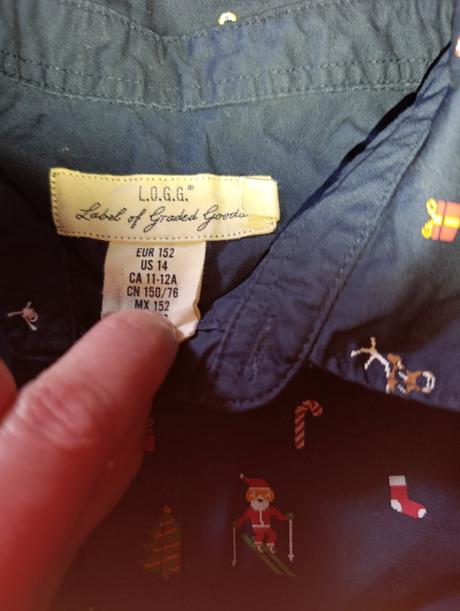 L.O.G.G.®
Label of Graded Goods
EUR 152
US 14
CA 11-12A
CN 150/76
MX 152